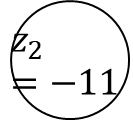 z₂
= −11